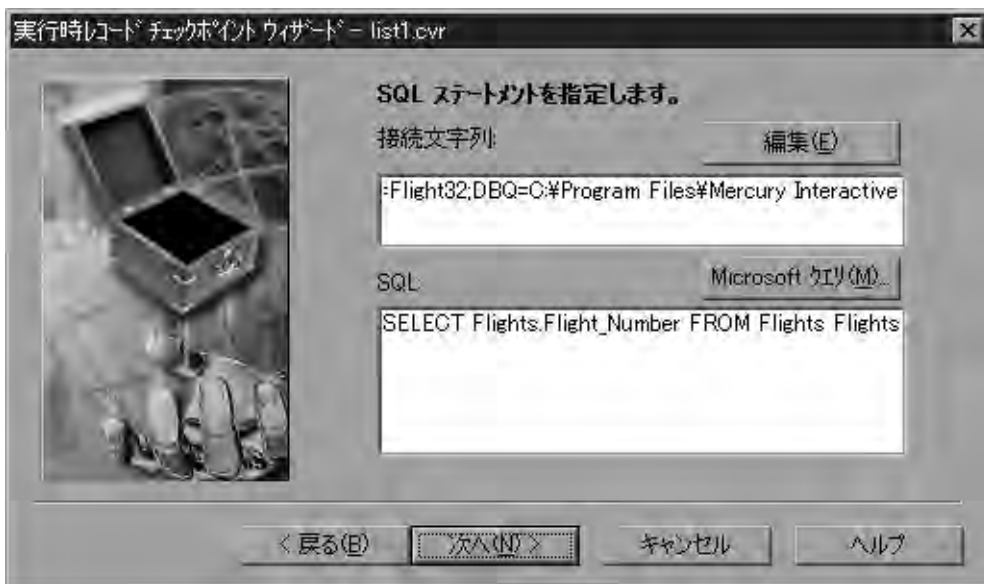 実行時レコード チェックポイント ウィザード - list1.cvr
SQL ステートメントを指定します。
接続文字列:
編集(E)
=Flight32;DBQ=C:¥Program Files¥Mercury Interactive
SQL:
Microsoft クエリ(M)...
SELECT Flights.Flight_Number FROM Flights Flights
< 戻る(B)
次へ(N) >
キャンセル
ヘルプ